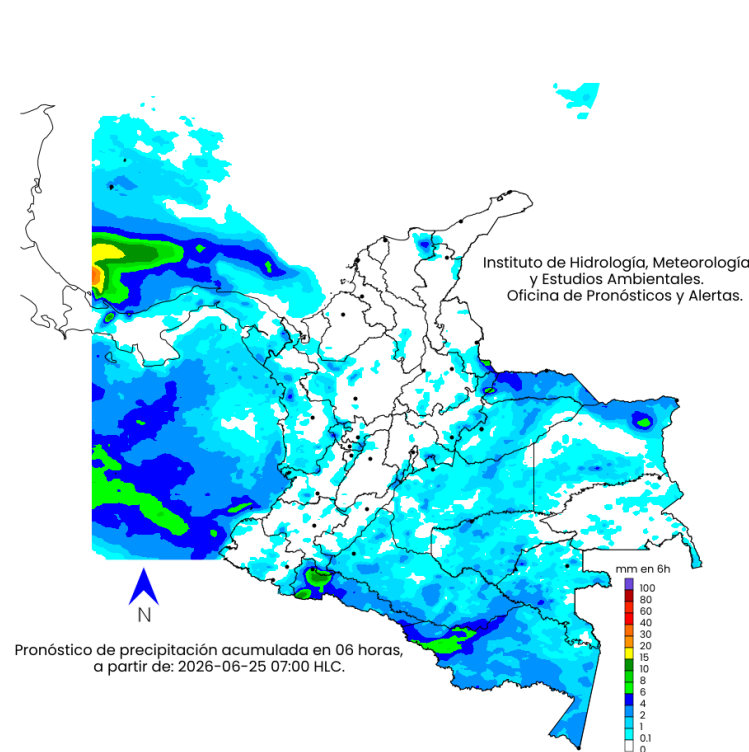 Instituto de Hidrología, Meteorología
y Estudios Ambientales.
Oficina de Pronósticos y Alertas.
mm en 6h
100
80
60
40
30
20
15
10
8
6
4
2
1
0.1
0
N
Pronóstico de precipitación acumulada en 06 horas,
a partir de: 2026-06-25 07:00 HLC.